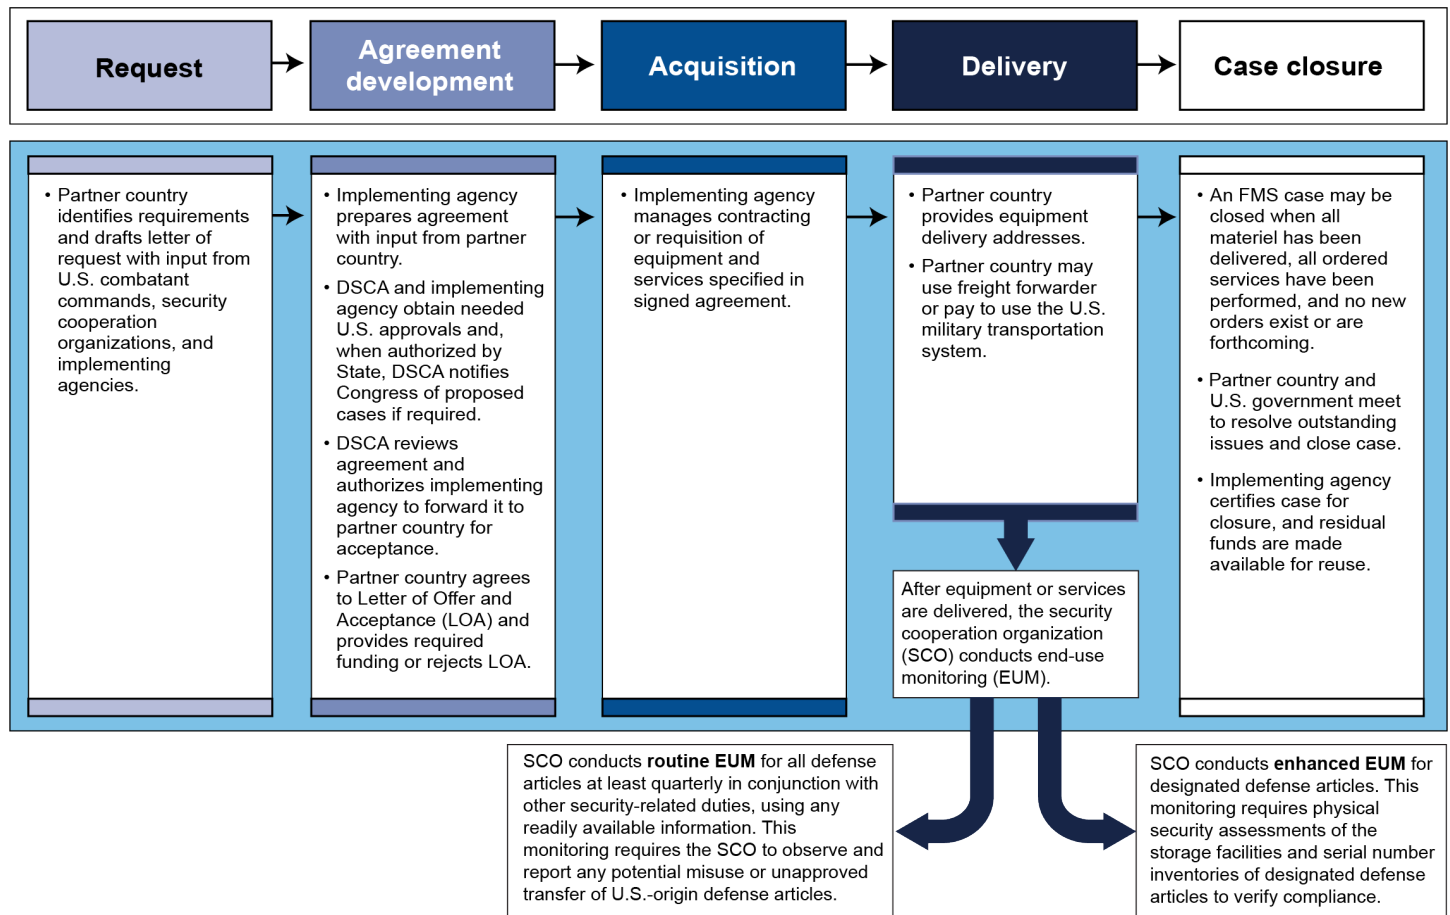 Request
Agreement
development
Acquisition
Delivery
Case closure
• Partner country
identifies requirements
and drafts letter of
request with input from
U.S. combatant
commands, security
cooperation
organizations, and
implementing
agencies.
• Implementing agency
prepares agreement
with input from partner
country.
• DSCA and implementing
agency obtain needed
U.S. approvals and,
when authorized by
State, DSCA notifies
Congress of proposed
cases if required.
• DSCA reviews
agreement and
authorizes implementing
agency to forward it to
partner country for
acceptance.
• Partner country agrees
to Letter of Offer and
Acceptance (LOA) and
provides required
funding or rejects LOA.
• Implementing agency
manages contracting
or requisition of
equipment and
services specified in
signed agreement.
• Partner country
provides equipment
delivery addresses.
• Partner country may
use freight forwarder
or pay to use the U.S.
military transportation
system.
After equipment or services
are delivered, the security
cooperation organization
(SCO) conducts end-use
monitoring (EUM).
• An FMS case may be
closed when all
materiel has been
delivered, all ordered
services have been
performed, and no new
orders exist or are
forthcoming.
• Partner country and
U.S. government meet
to resolve outstanding
issues and close case.
• Implementing agency
certifies case for
closure, and residual
funds are made
available for reuse.
SCO conducts routine EUM for all defense
articles at least quarterly in conjunction with
other security-related duties, using any
readily available information. This
monitoring requires the SCO to observe and
report any potential misuse or unapproved
transfer of U.S.-origin defense articles.
SCO conducts enhanced EUM for
designated defense articles. This
monitoring requires physical
security assessments of the
storage facilities and serial number
inventories of designated defense
articles to verify compliance.